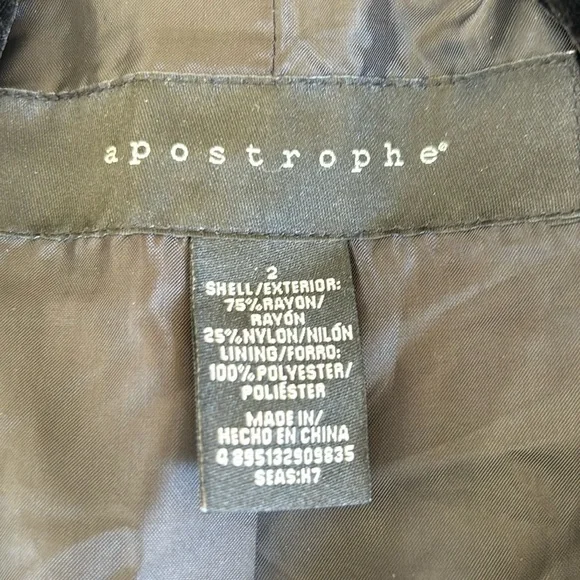 apostrophe®
2
SHELL/EXTERIOR:
75%RAYON/
RAYÓN
25%NYLON/NILÓN
LINING/FORRO:
100% POLYESTER/
POLIÉSTER
MADE IN/
HECHO EN CHINA
Q 895132909835
SEAS:H7